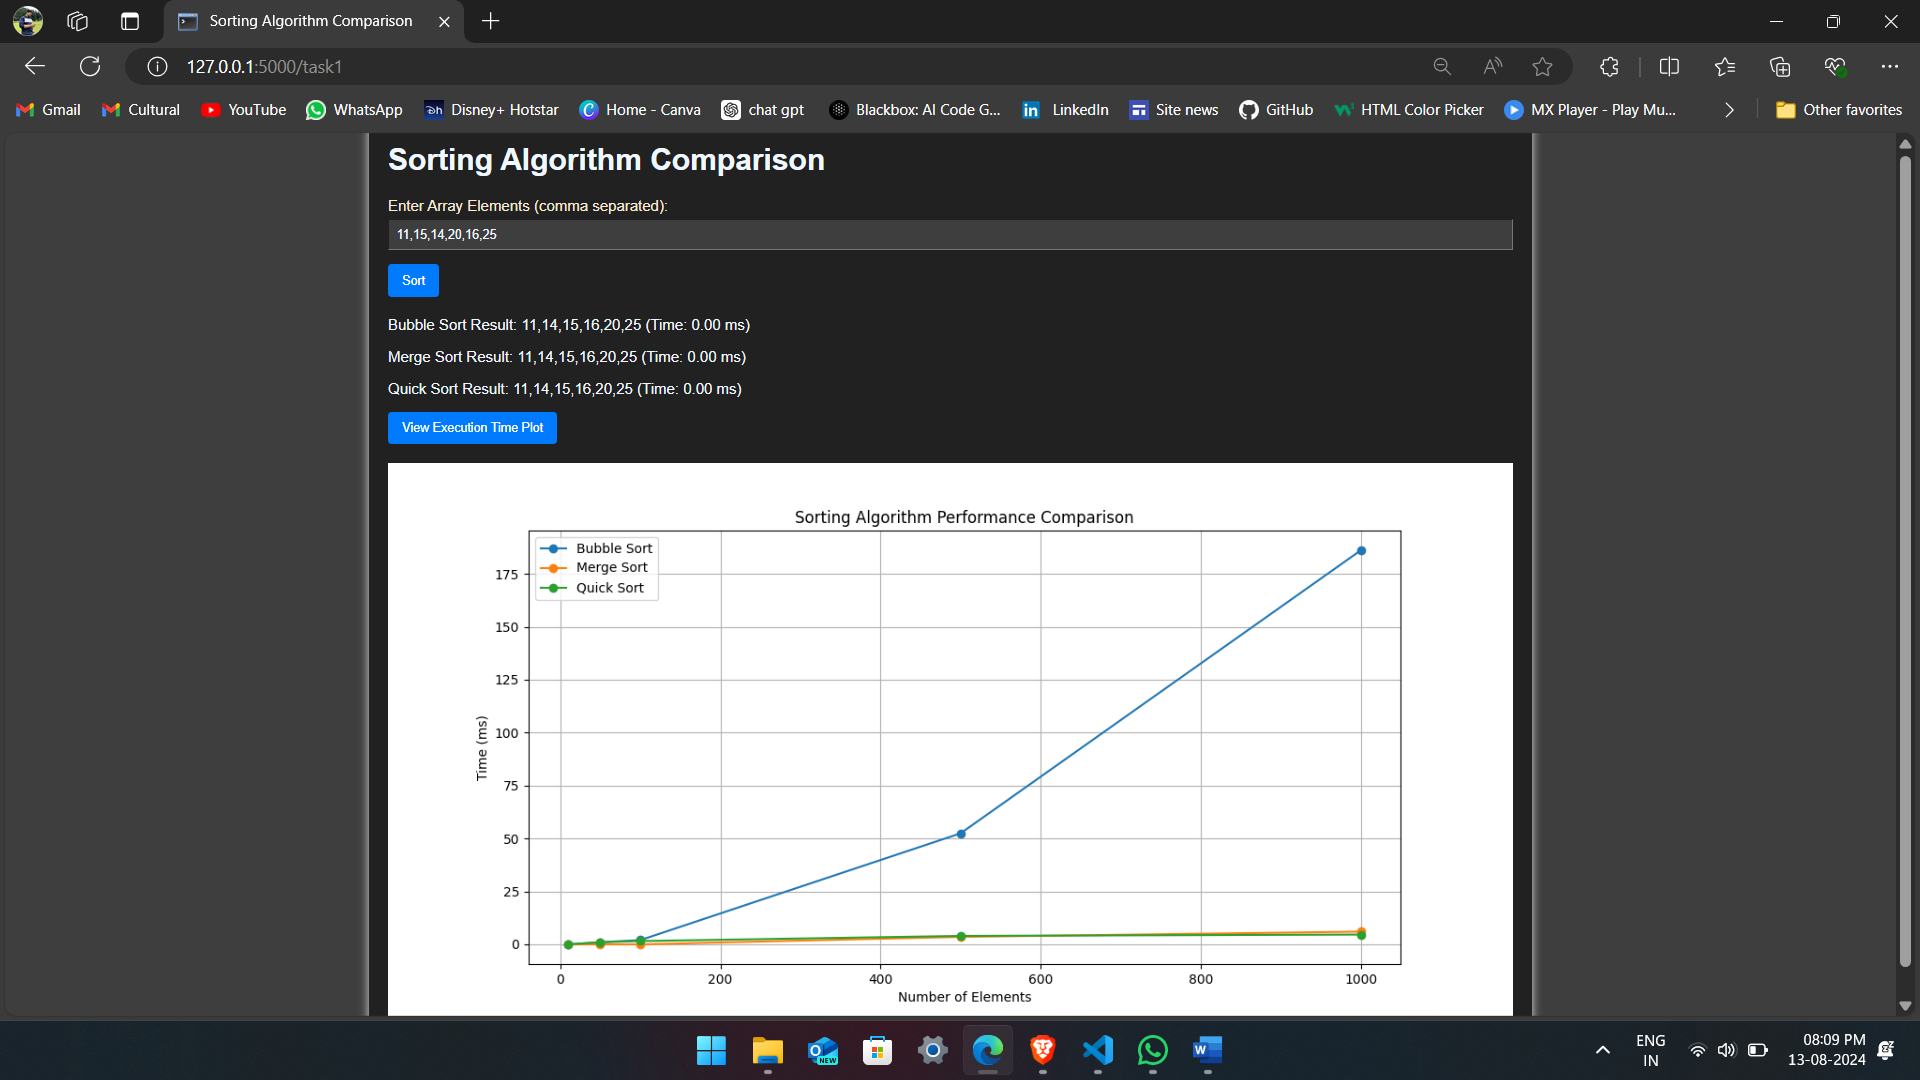 Sorting Algorithm Comparison
127.0.0.1:5000/task1
Gmail Cultural YouTube WhatsApp Disney+ Hotstar Home - Canva chat gpt Blackbox: AI Code G... LinkedIn Site news GitHub HTML Color Picker MX Player - Play Mu... Other favorites
Sorting Algorithm Comparison
Enter Array Elements (comma separated):
11,15,14,20,16,25
Sort
Bubble Sort Result: 11,14,15,16,20,25 (Time: 0.00 ms)
Merge Sort Result: 11,14,15,16,20,25 (Time: 0.00 ms)
Quick Sort Result: 11,14,15,16,20,25 (Time: 0.00 ms)
View Execution Time Plot
Sorting Algorithm Performance Comparison
Bubble Sort
Merge Sort
Quick Sort
175
150
125
100
75
50
25
0
Time (ms)
0 200 400 600 800 1000
Number of Elements
ENG
IN
08:09 PM
13-08-2024